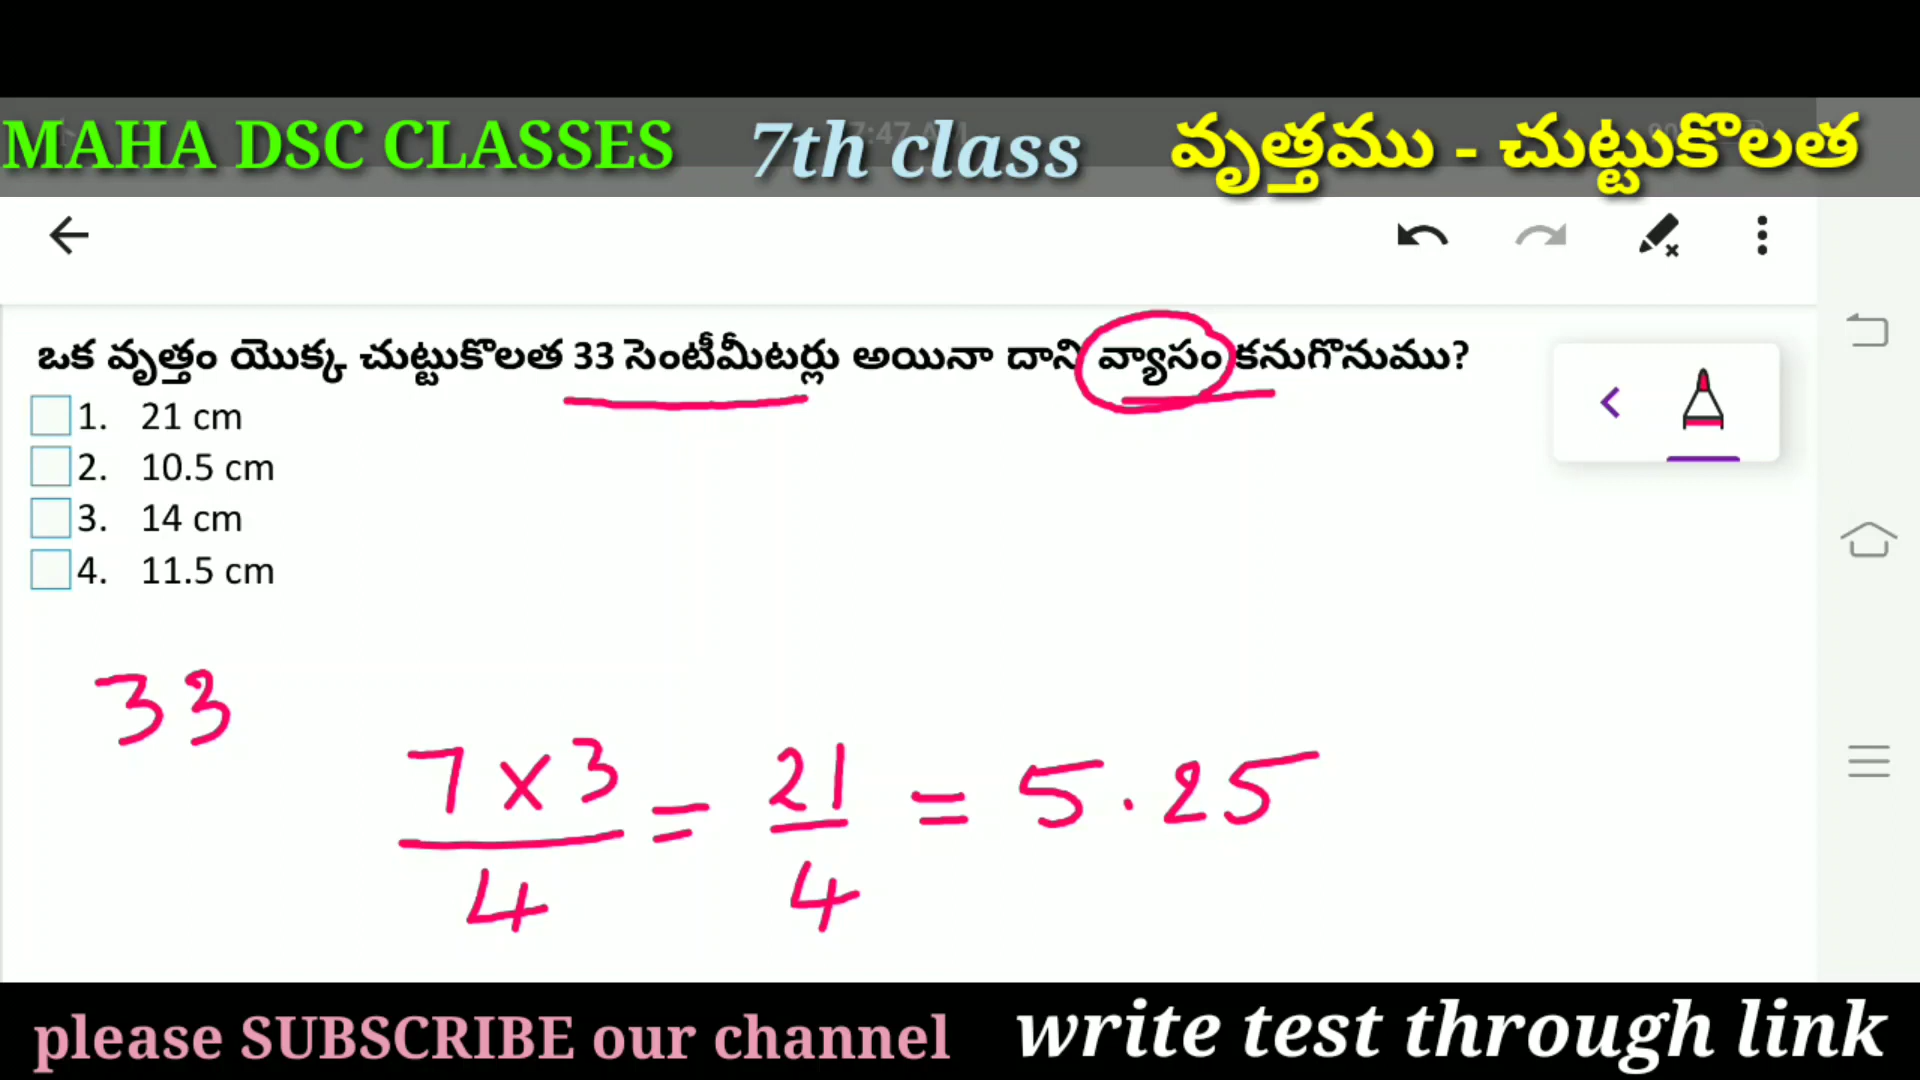 MAHA DSC CLASSES 7th class వృత్తము - చుట్టుకొలత
ఒక వృత్తం యొక్క చుట్టుకొలత 33 సెంటీమీటర్లు అయినా దాని వ్యాసం కనుగొనుము?
1. 21 cm
2. 10.5 cm
3. 14 cm
4. 11.5 cm
33
7 x 3 / 4 = 21 / 4 = 5.25
please SUBSCRIBE our channel write test through link